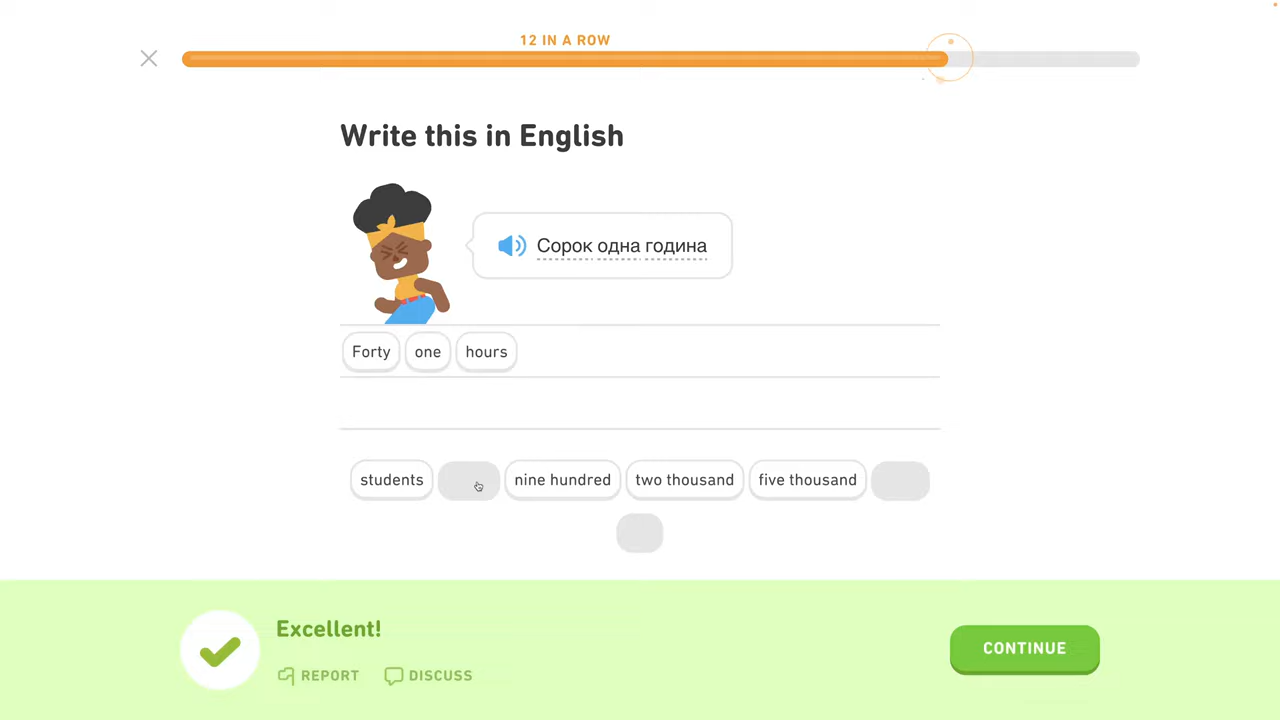 12 IN A ROW
Write this in English
Сорок одна година
Forty one hours
students nine hundred two thousand five thousand
Excellent!
REPORT DISCUSS
CONTINUE